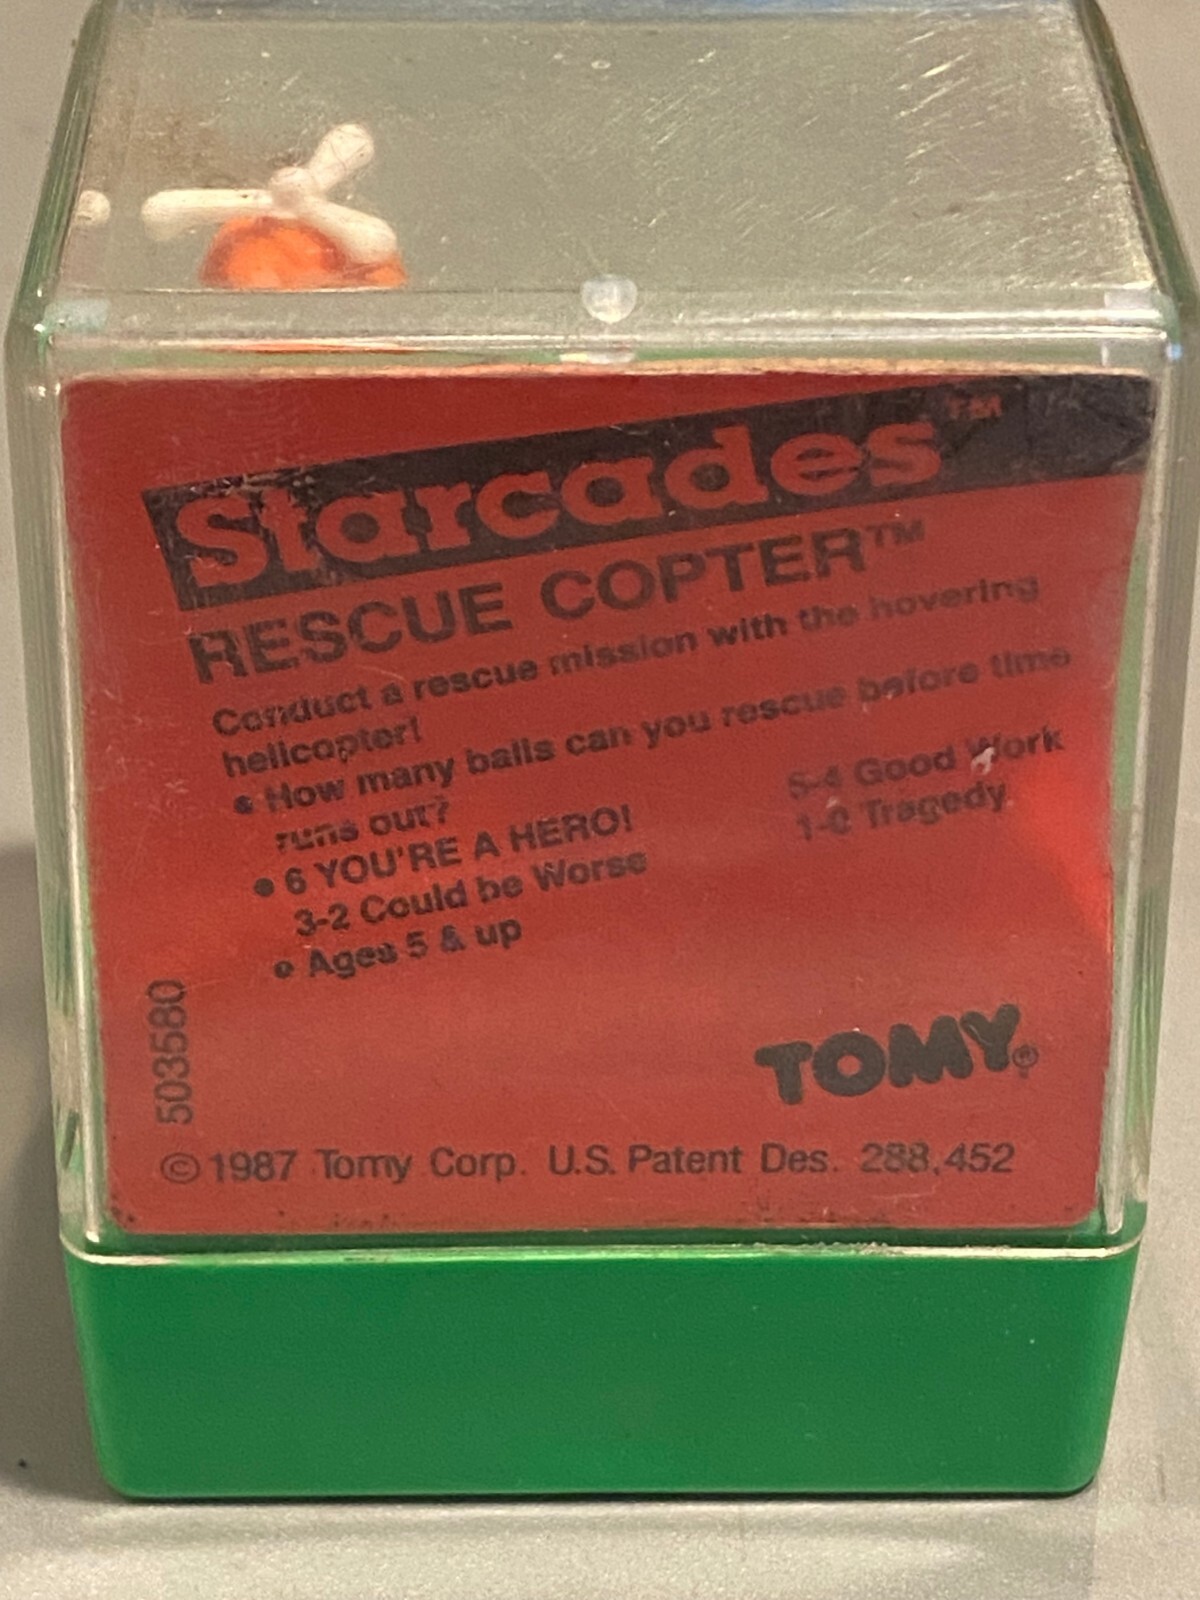 Starcades™
RESCUE COPTER™
Conduct a rescue mission with the hovering
helicopter!
• How many balls can you rescue before time
runs out?
• 6 YOU'RE A HERO! 5-4 Good Work
3-2 Could be Worse 1-0 Tragedy
• Ages 5 & up
503580
TOMY®
© 1987 Tomy Corp. U.S. Patent Des. 288,452